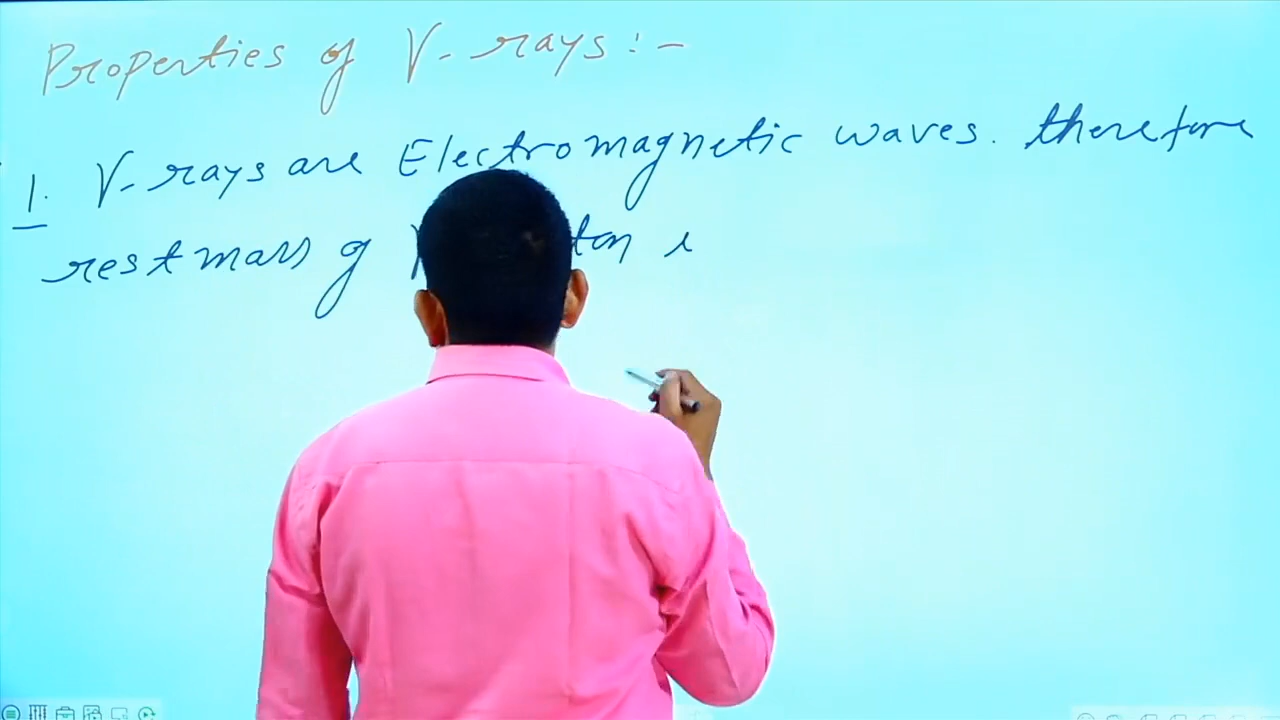 Properties of γ-rays :-
1. γ-rays are Electromagnetic waves. therefore
rest mass of